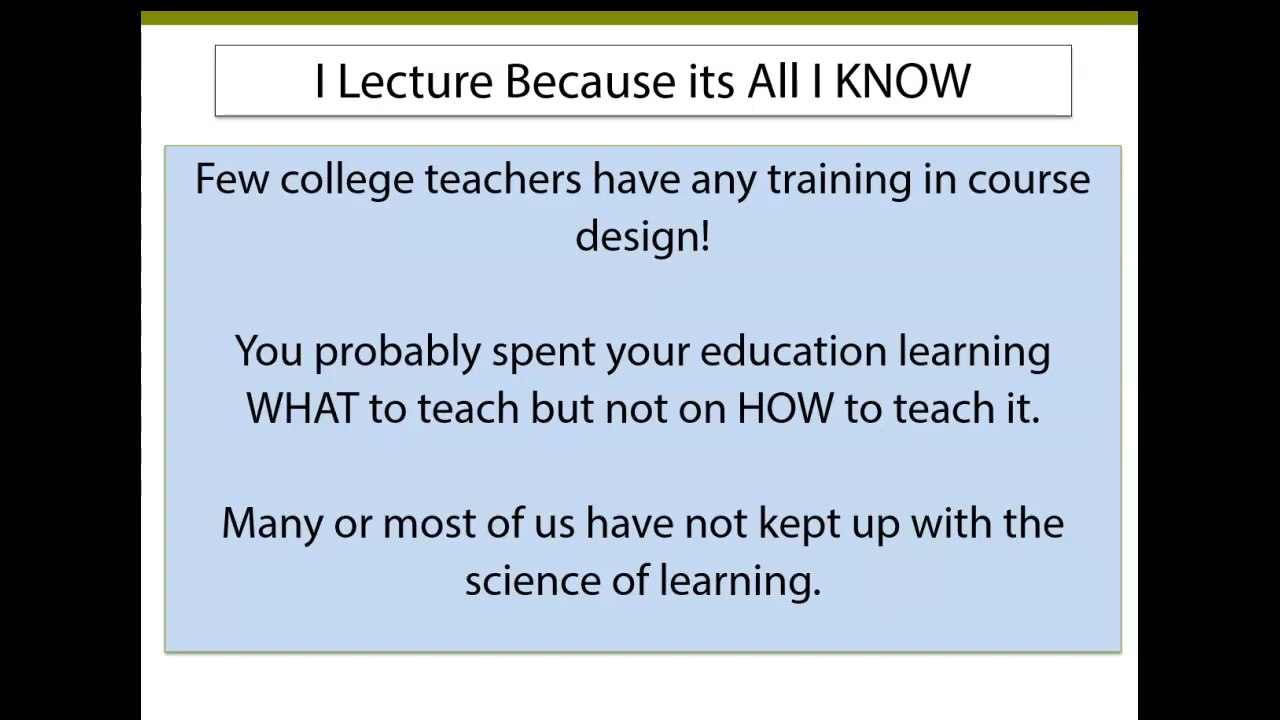 I Lecture Because its All I KNOW
Few college teachers have any training in course
design!
You probably spent your education learning
WHAT to teach but not on HOW to teach it.
Many or most of us have not kept up with the
science of learning.